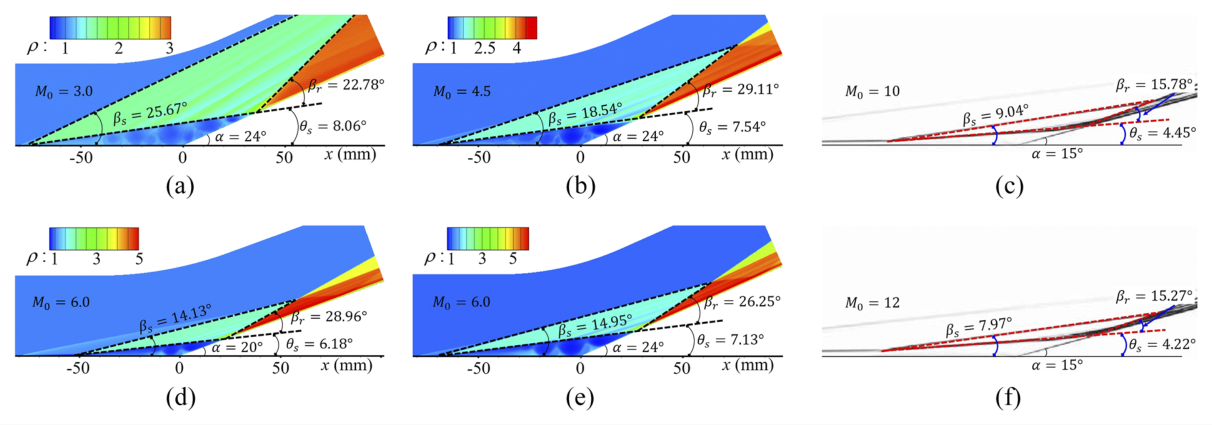 ρ : 1 2 3
M₀ = 3.0
βₛ = 25.67°
βᵣ = 22.78°
θₛ = 8.06°
α = 24°
-50 0 50 x (mm)
(a)
ρ : 1 2.5 4
M₀ = 4.5
βₛ = 18.54°
βᵣ = 29.11°
θₛ = 7.54°
α = 24°
-50 0 50 x (mm)
(b)
M₀ = 10
βᵣ = 15.78°
βₛ = 9.04°
θₛ = 4.45°
α = 15°
(c)
ρ : 1 3 5
M₀ = 6.0
βₛ = 14.13°
βᵣ = 28.96°
θₛ = 6.18°
α = 20°
-50 0 50 x (mm)
(d)
ρ : 1 3 5
M₀ = 6.0
βₛ = 14.95°
βᵣ = 26.25°
θₛ = 7.13°
α = 24°
-50 0 50 x (mm)
(e)
M₀ = 12
βᵣ = 15.27°
βₛ = 7.97°
θₛ = 4.22°
α = 15°
(f)